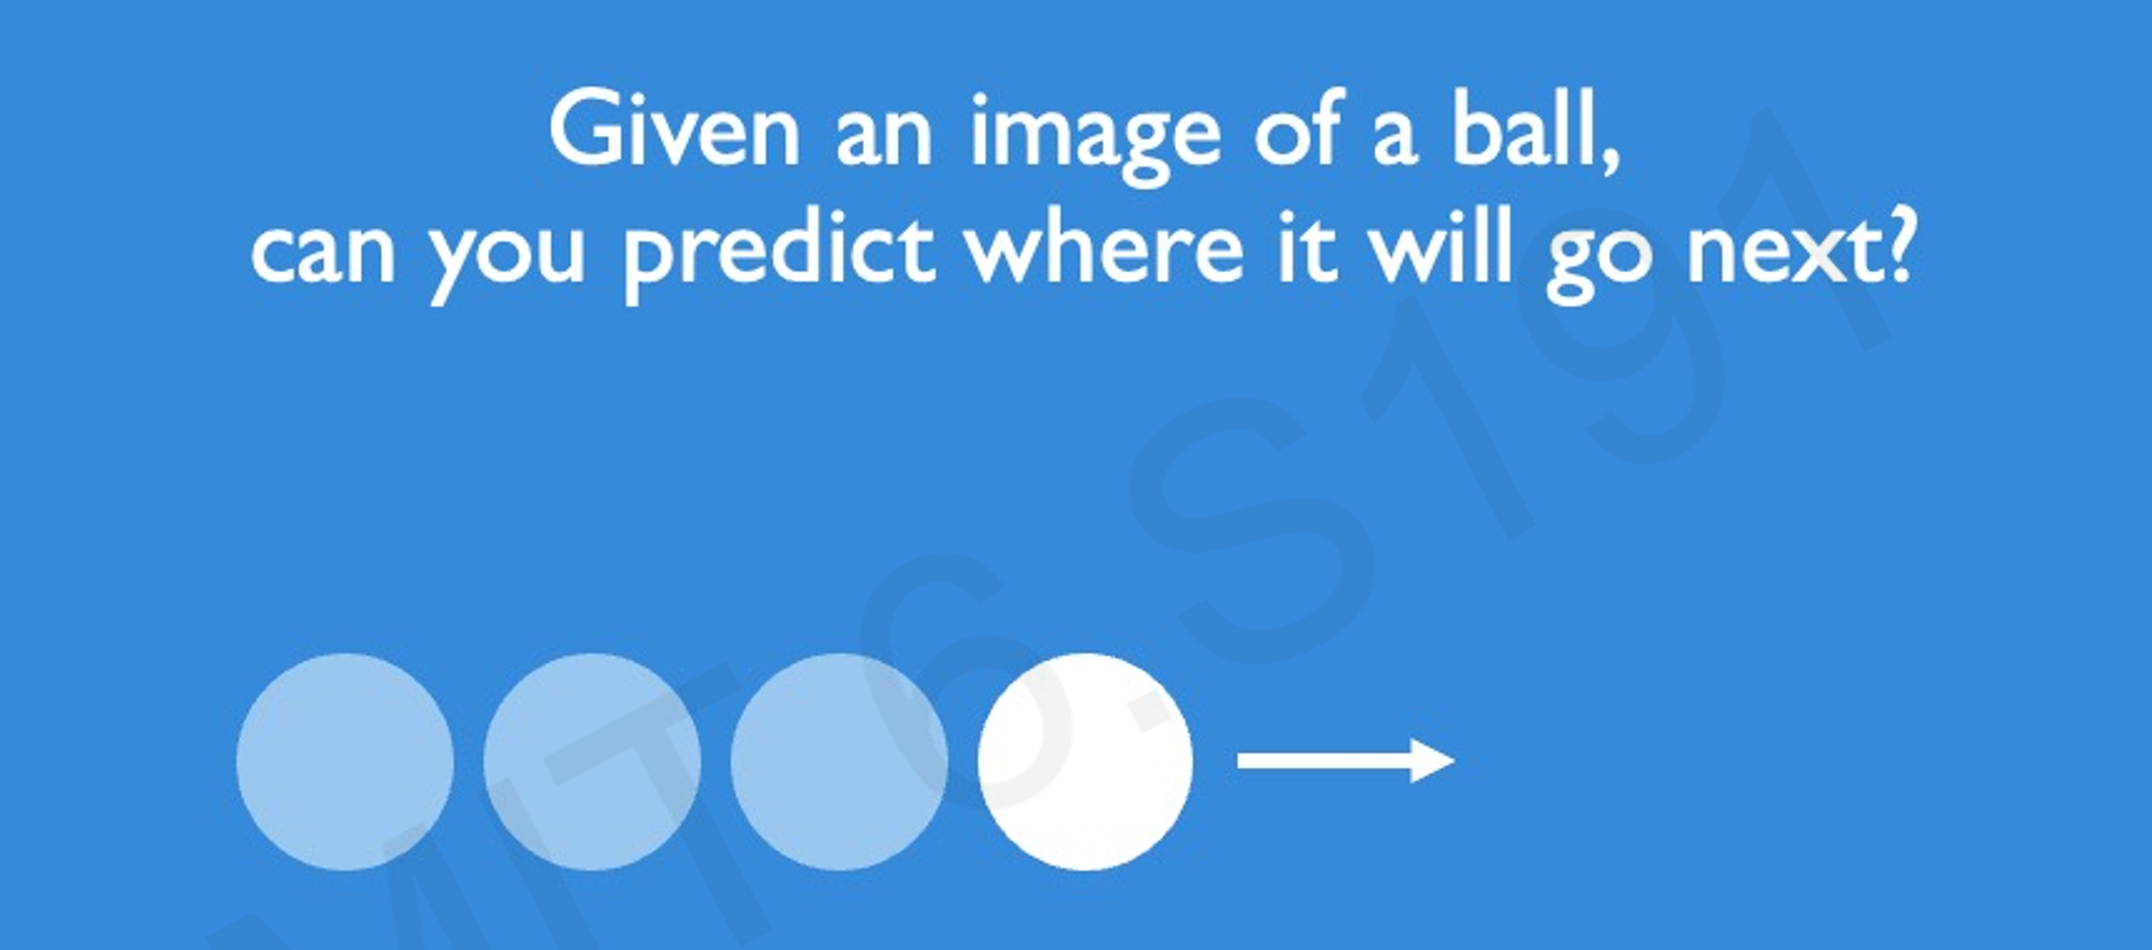 Given an image of a ball,
can you predict where it will go next?
MIT 6.S191